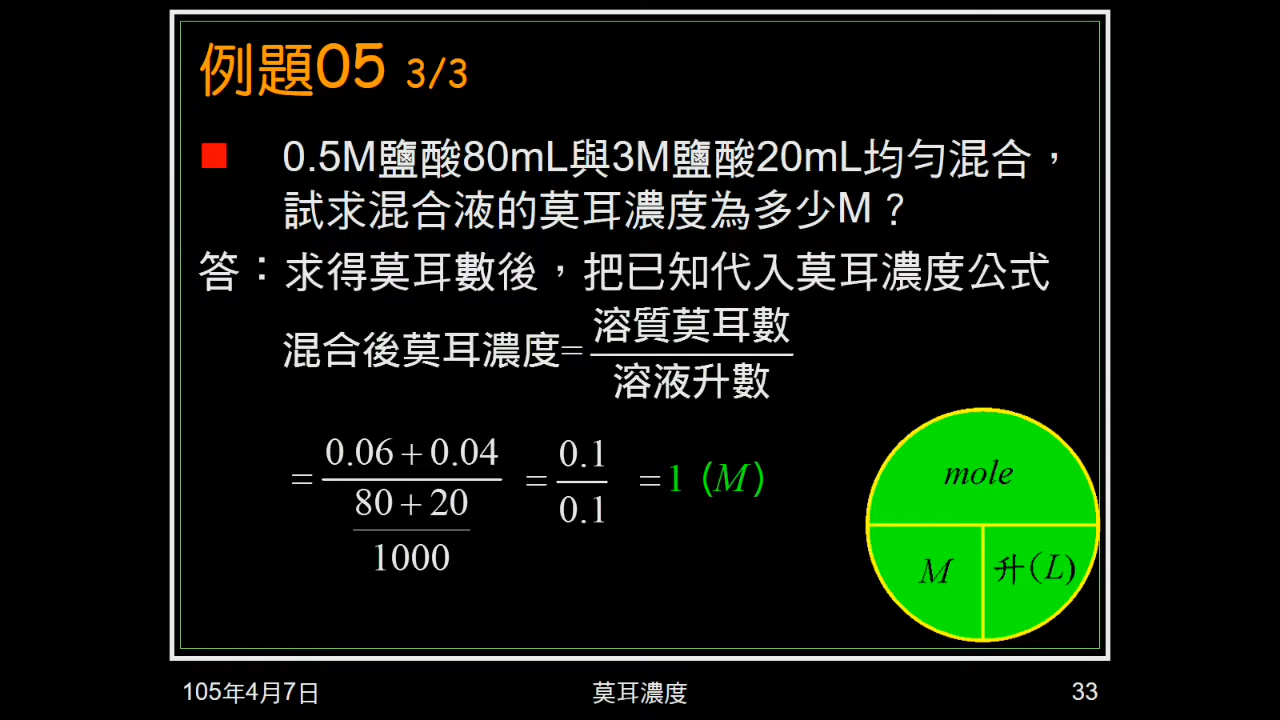 例題05 3/3
0.5M鹽酸80mL與3M鹽酸20mL均勻混合，
試求混合液的莫耳濃度為多少M？
答：求得莫耳數後，把已知代入莫耳濃度公式
混合後莫耳濃度=溶質莫耳數
溶液升數
= 0.06+0.04 = 0.1 = 1 (M)
80+20 0.1
1000
mole
M 升(L)
105年4月7日 莫耳濃度 33